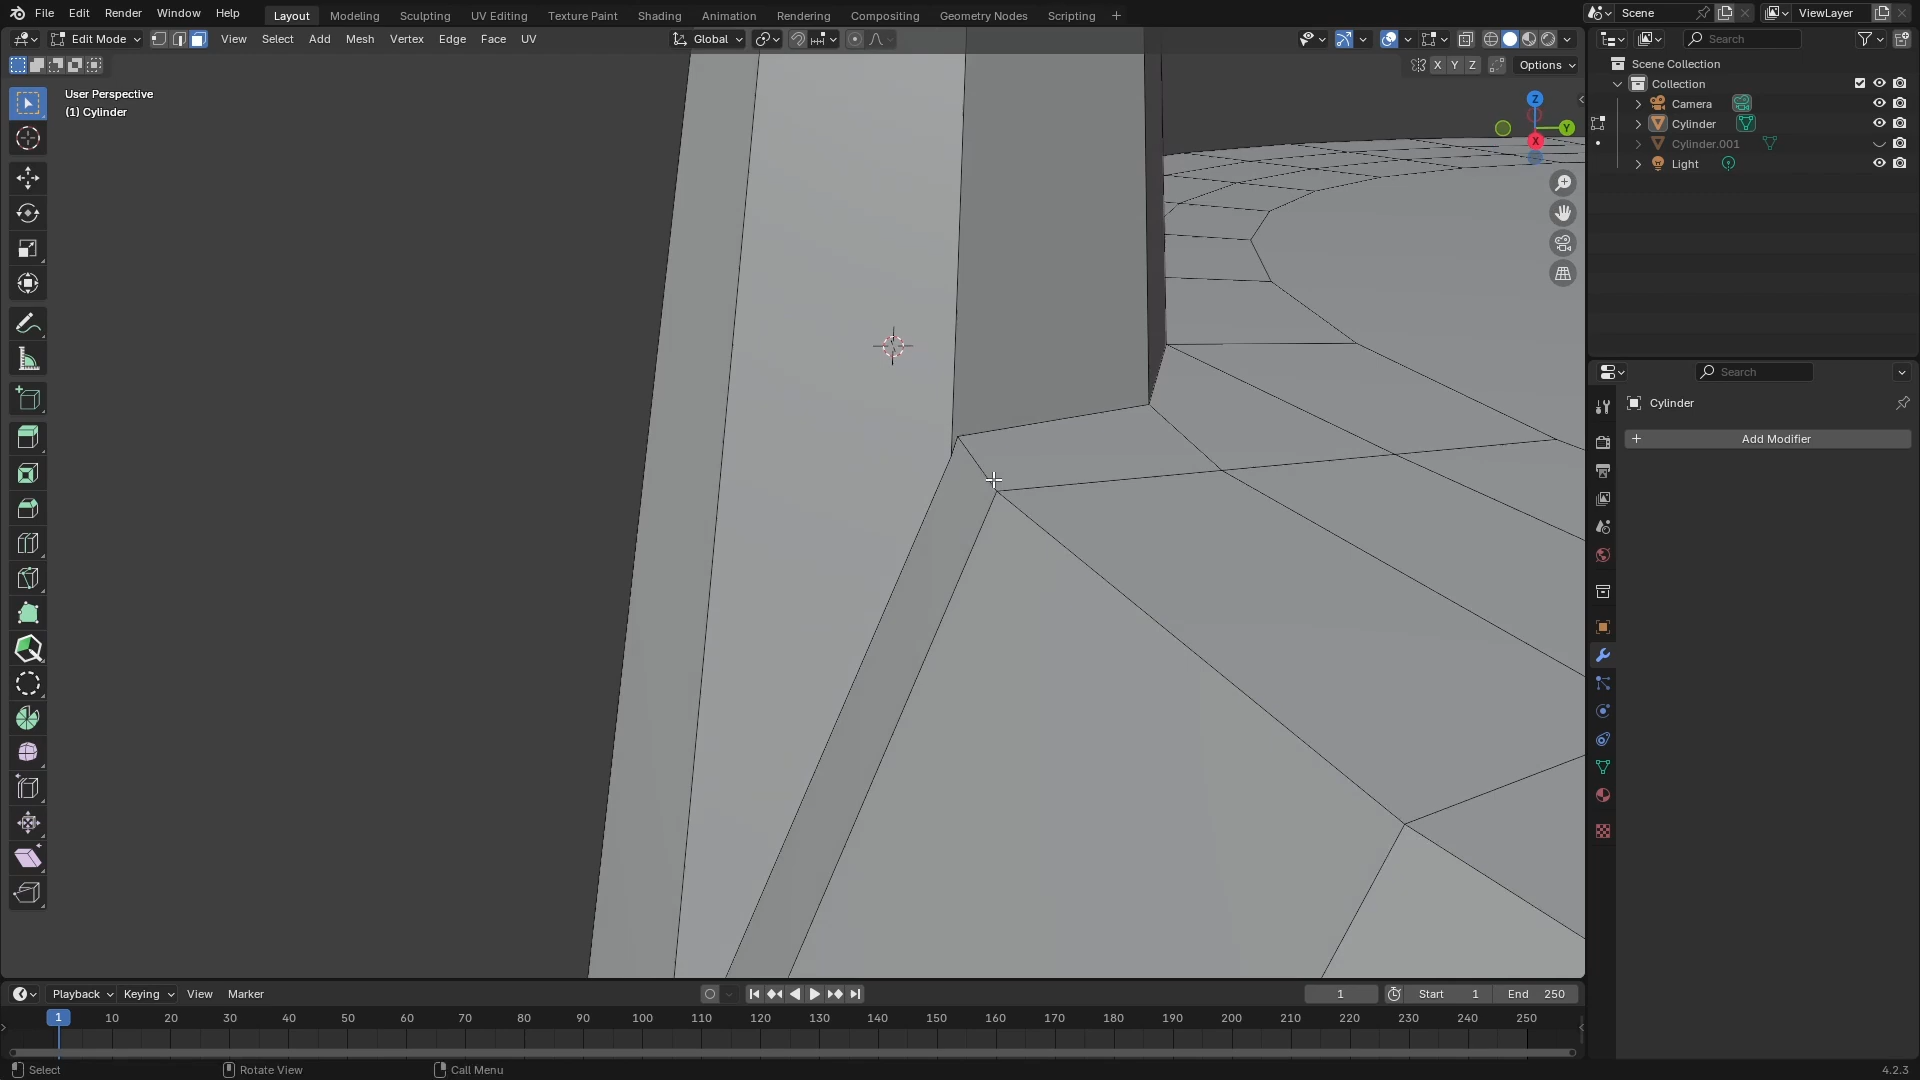 File Edit Render Window Help Layout Modeling Sculpting UV Editing Texture Paint Shading Animation Rendering Compositing Geometry Nodes Scripting + Scene ViewLayer
Edit Mode View Select Add Mesh Vertex Edge Face UV Global Search
X Y Z Options
User Perspective
(1) Cylinder
Z
Y
X
Scene Collection
Collection
Camera
Cylinder
Cylinder.001
Light
Search
Cylinder
+ Add Modifier
Playback Keying View Marker 1 Start 1 End 250
1 10 20 30 40 50 60 70 80 90 100 110 120 130 140 150 160 170 180 190 200 210 220 230 240 250
Select Rotate View Call Menu 4.2.3